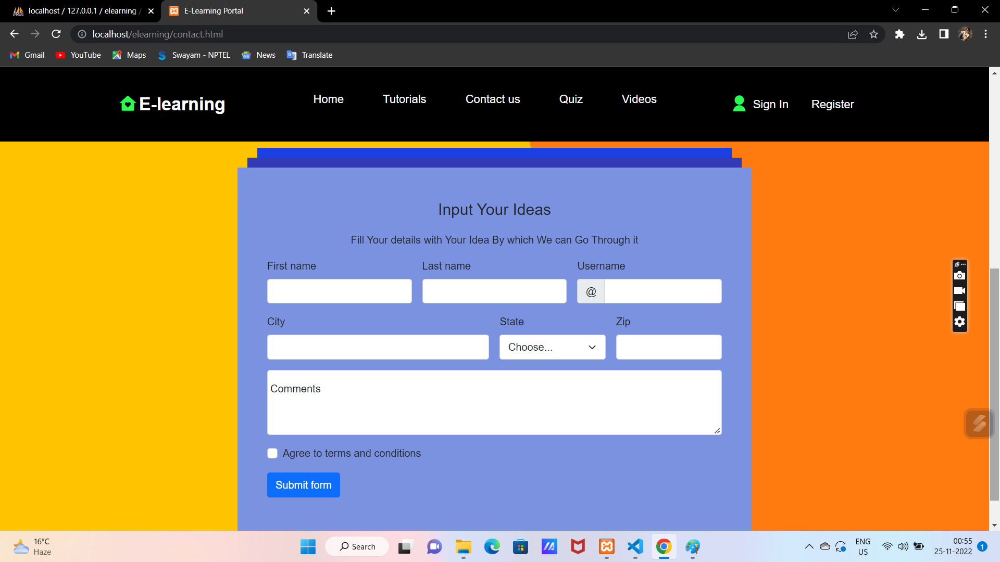 localhost / 127.0.0.1 / elearning /
E-Learning Portal
localhost/elearning/contact.html
Gmail
YouTube
Maps
Swayam - NPTEL
News
Translate
E-learning
Home
Tutorials
Contact us
Quiz
Videos
Sign In
Register
Input Your Ideas
Fill Your details with Your Idea By which We can Go Through it
First name
Last name
Username
@
City
State
Zip
Choose...
Comments
Agree to terms and conditions
Submit form
16°C
Haze
Search
ENG
US
00:55
25-11-2022
1